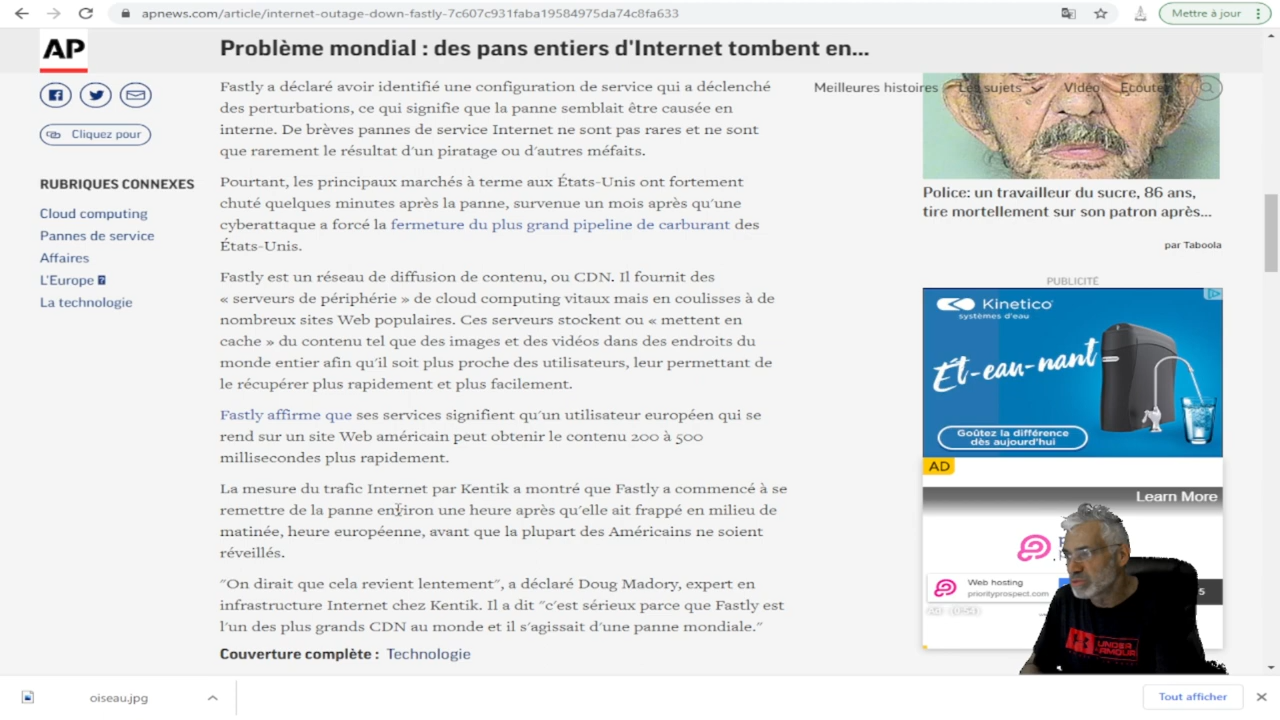 apnews.com/article/internet-outage-down-fastly-7c607c931faba19584975da74c8fa633
Mettre à jour
AP
Problème mondial : des pans entiers d'Internet tombent en...
Meilleures histoires
Les sujets
Vidéo
Écouter
Cliquez pour
RUBRIQUES CONNEXES
Cloud computing
Pannes de service
Affaires
L'Europe ?
La technologie
Fastly a déclaré avoir identifié une configuration de service qui a déclenché
des perturbations, ce qui signifie que la panne semblait être causée en
interne. De brèves pannes de service Internet ne sont pas rares et ne sont
que rarement le résultat d'un piratage ou d'autres méfaits.
Pourtant, les principaux marchés à terme aux États-Unis ont fortement
chuté quelques minutes après la panne, survenue un mois après qu'une
cyberattaque a forcé la fermeture du plus grand pipeline de carburant des
États-Unis.
Fastly est un réseau de diffusion de contenu, ou CDN. Il fournit des
« serveurs de périphérie » de cloud computing vitaux mais en coulisses à de
nombreux sites Web populaires. Ces serveurs stockent ou « mettent en
cache » du contenu tel que des images et des vidéos dans des endroits du
monde entier afin qu'il soit plus proche des utilisateurs, leur permettant de
le récupérer plus rapidement et plus facilement.
Fastly affirme que ses services signifient qu'un utilisateur européen qui se
rend sur un site Web américain peut obtenir le contenu 200 à 500
millisecondes plus rapidement.
La mesure du trafic Internet par Kentik a montré que Fastly a commencé à se
remettre de la panne environ une heure après qu'elle ait frappé en milieu de
matinée, heure européenne, avant que la plupart des Américains ne soient
réveillés.
"On dirait que cela revient lentement", a déclaré Doug Madory, expert en
infrastructure Internet chez Kentik. Il a dit "c'est sérieux parce que Fastly est
l'un des plus grands CDN au monde et il s'agissait d'une panne mondiale."
Couverture complète : Technologie
Police: un travailleur du sucre, 86 ans,
tire mortellement sur son patron après...
par Taboola
PUBLICITÉ
Kinetico
systèmes d'eau
Ét-eau-nant
Goûtez la différence
dès aujourd'hui
AD
Learn More
Web hosting
priorityprospect.com
Ad - (0:54)
UNDER
ARMOUR
oiseau.jpg
Tout afficher